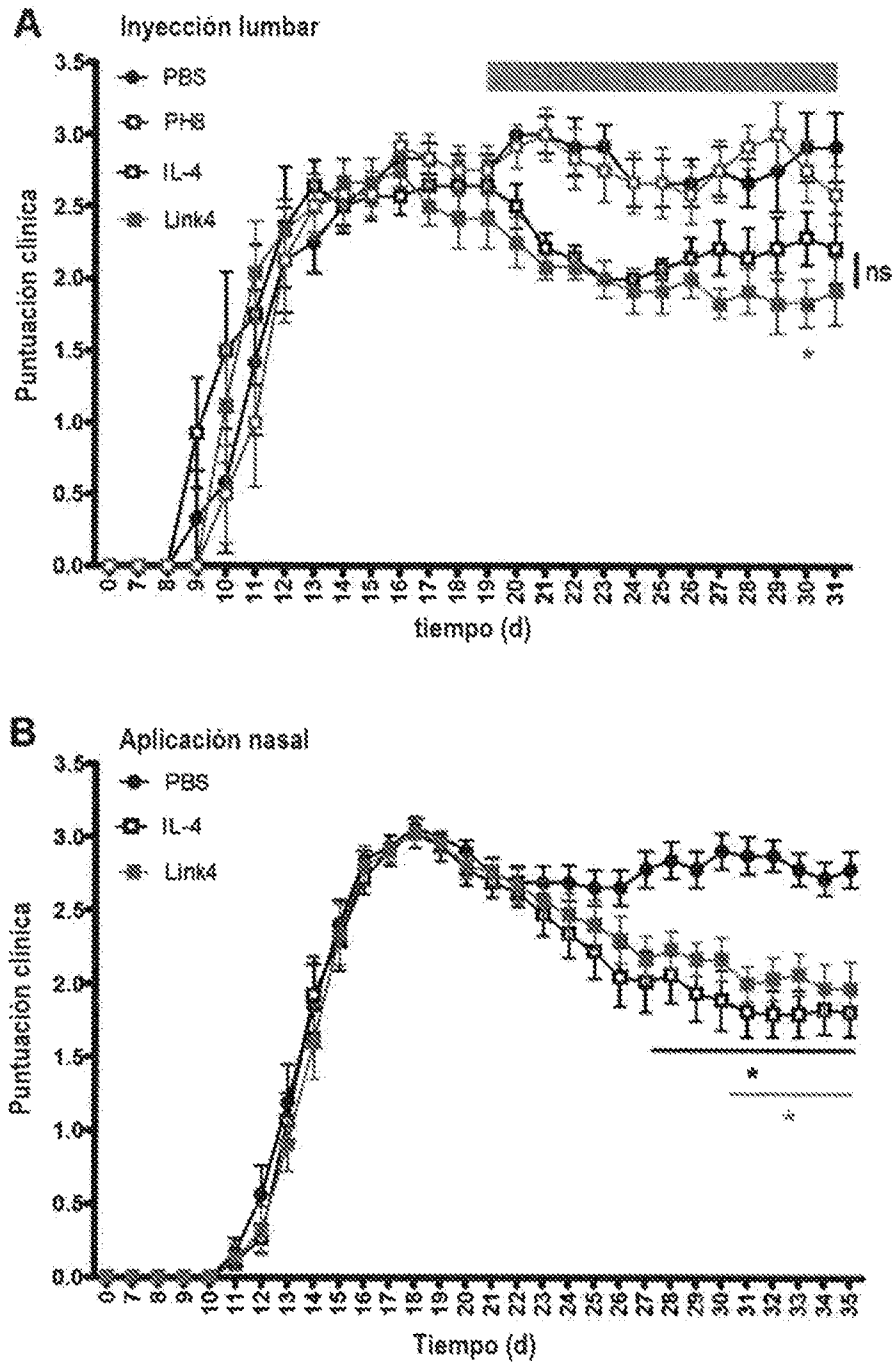 A
Inyección lumbar
PBS
PHB
IL-4
Link4
Puntuación clínica
3.5
3.0
2.5
2.0
1.5
1.0
0.5
0.0
ns
*
0 7 8 9 10 11 12 13 14 15 16 17 18 19 20 21 22 23 24 25 26 27 28 29 30 31
tiempo (d)
B
Aplicación nasal
PBS
IL-4
Link4
Puntuación clínica
3.5
3.0
2.5
2.0
1.5
1.0
0.5
0.0
*
*
0 7 8 9 10 11 12 13 14 15 16 17 18 19 20 21 22 23 24 25 26 27 28 29 30 31 32 33 34 35
Tiempo (d)